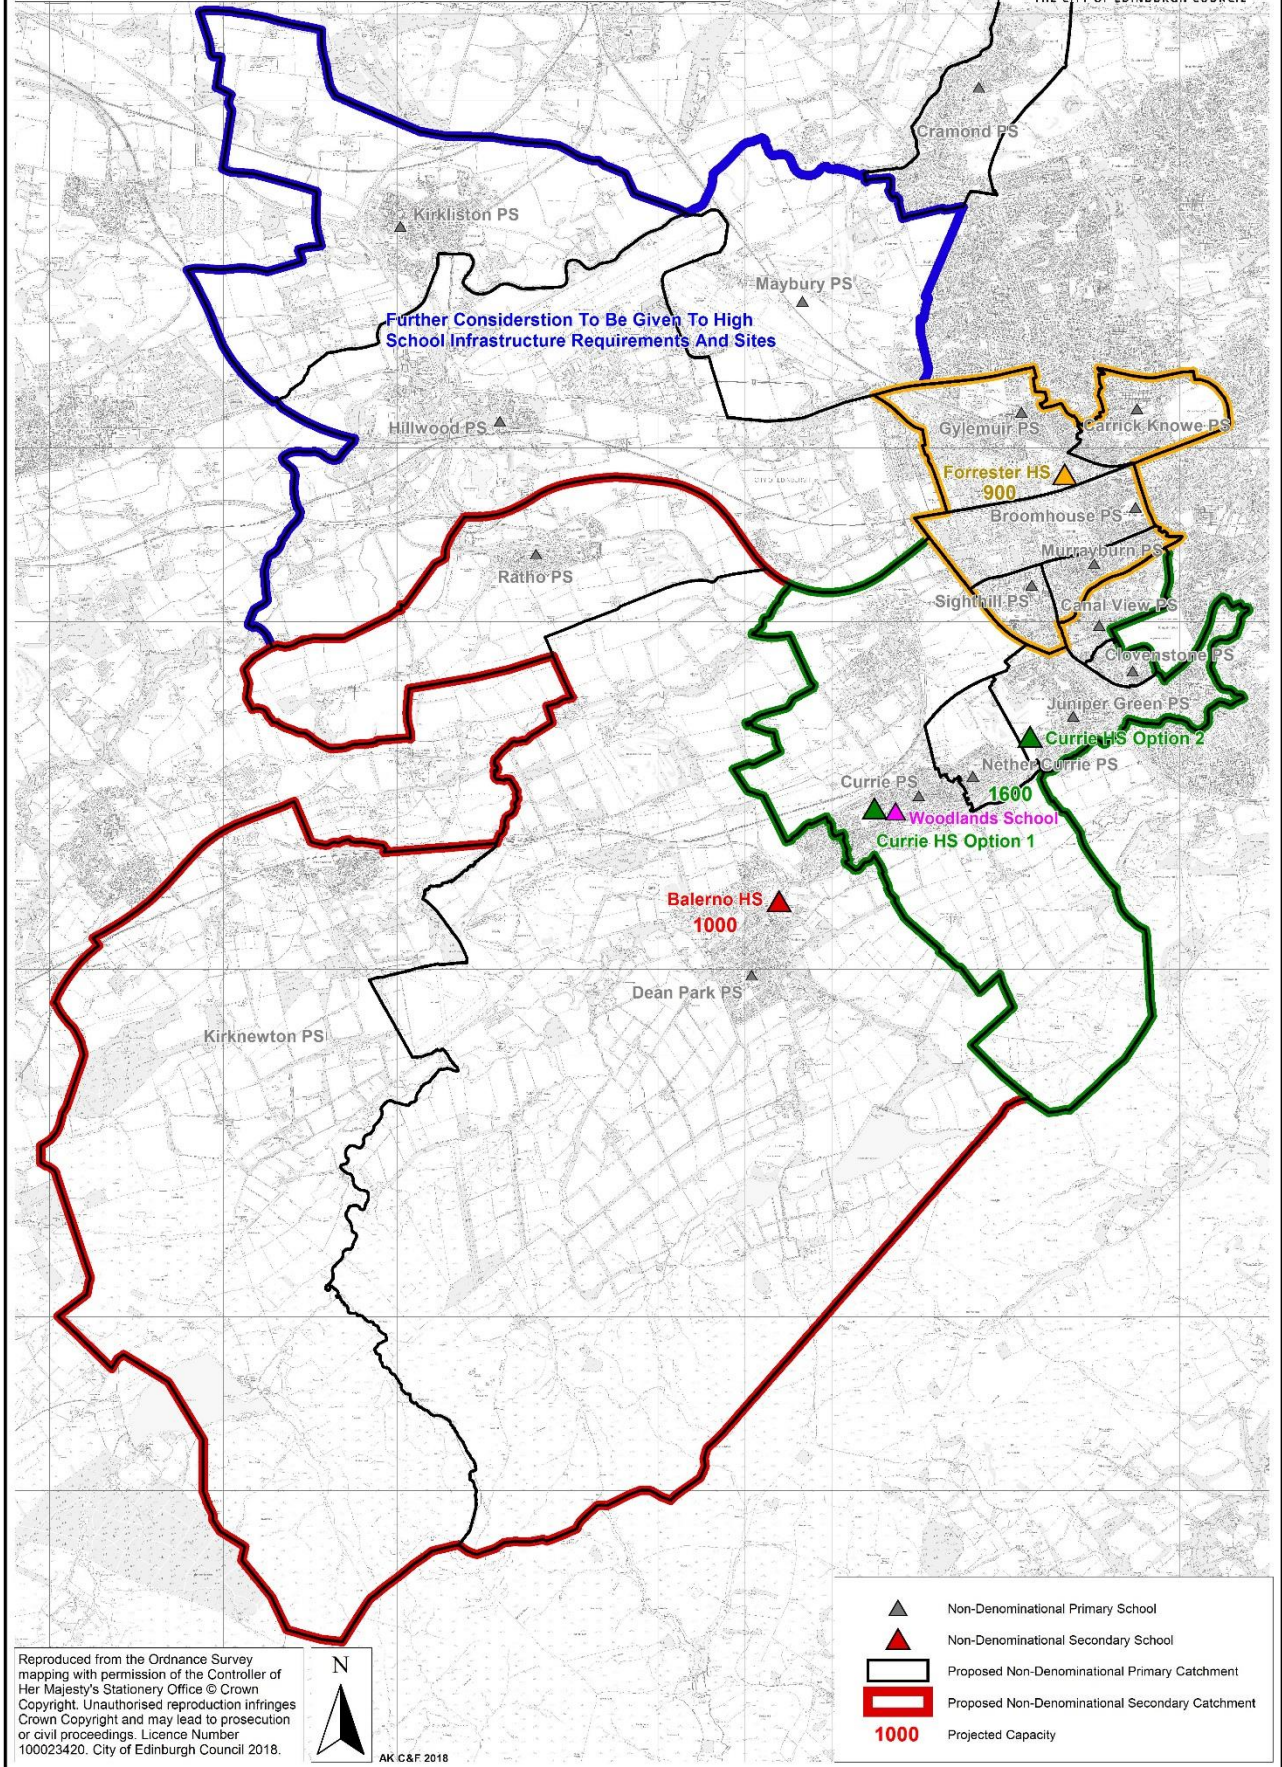 THE CITY OF EDINBURGH COUNCIL
Cramond PS
Kirkliston PS
Maybury PS
Further Considerstion To Be Given To High
School Infrastructure Requirements And Sites
Hillwood PS
Gylemuir PS
Carrick Knowe PS
Forrester HS
900
Broomhouse PS
Murrayburn PS
Ratho PS
Sighthill PS
Canal View PS
Clovenstone PS
Juniper Green PS
Currie HS Option 2
Nether Currie PS
Currie PS
1600
Woodlands School
Currie HS Option 1
Balerno HS
1000
Dean Park PS
Kirknewton PS
Non-Denominational Primary School
Non-Denominational Secondary School
Proposed Non-Denominational Primary Catchment
Proposed Non-Denominational Secondary Catchment
1000 Projected Capacity
Reproduced from the Ordnance Survey
mapping with permission of the Controller of
Her Majesty's Stationery Office © Crown
Copyright. Unauthorised reproduction infringes
Crown Copyright and may lead to prosecution
or civil proceedings. Licence Number
100023420. City of Edinburgh Council 2018.
N
AK C&F 2018